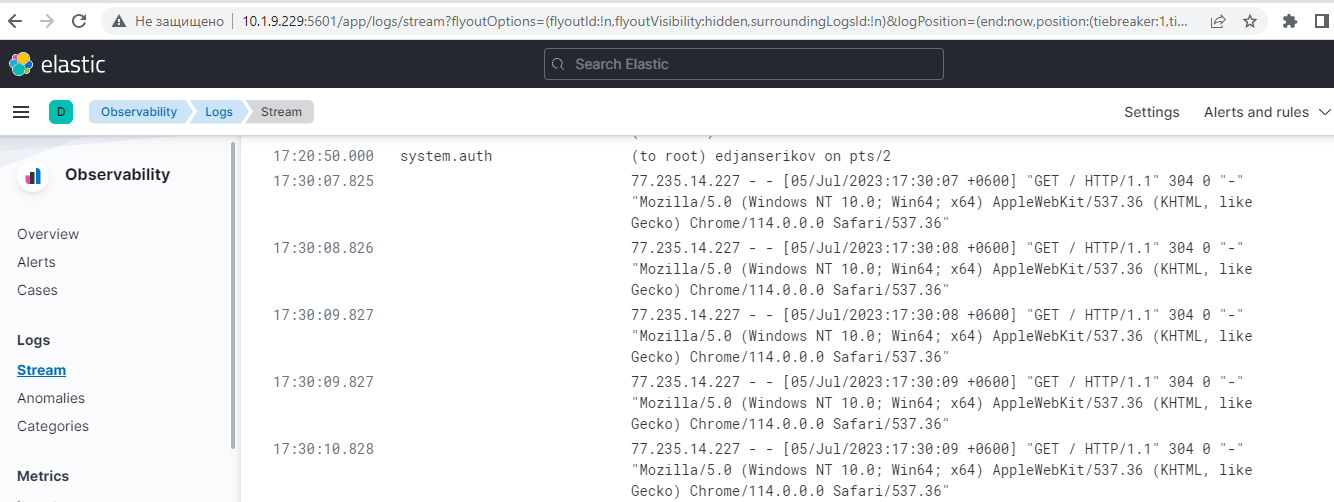 Не защищено 10.1.9.229:5601/app/logs/stream?flyoutOptions=(flyoutId:!n,flyoutVisibility:hidden,surroundingLogsId:!n)&logPosition=(end:now,position:(tiebreaker:1,ti...
elastic
Search Elastic
D
Observability
Logs
Stream
Settings
Alerts and rules
Observability
Overview
Alerts
Cases
Logs
Stream
Anomalies
Categories
Metrics
17:20:50.000 system.auth (to root) edjanserikov on pts/2
17:30:07.825 77.235.14.227 - - [05/Jul/2023:17:30:07 +0600] "GET / HTTP/1.1" 304 0 "-"
"Mozilla/5.0 (Windows NT 10.0; Win64; x64) AppleWebKit/537.36 (KHTML, like
Gecko) Chrome/114.0.0.0 Safari/537.36"
17:30:08.826 77.235.14.227 - - [05/Jul/2023:17:30:08 +0600] "GET / HTTP/1.1" 304 0 "-"
"Mozilla/5.0 (Windows NT 10.0; Win64; x64) AppleWebKit/537.36 (KHTML, like
Gecko) Chrome/114.0.0.0 Safari/537.36"
17:30:09.827 77.235.14.227 - - [05/Jul/2023:17:30:08 +0600] "GET / HTTP/1.1" 304 0 "-"
"Mozilla/5.0 (Windows NT 10.0; Win64; x64) AppleWebKit/537.36 (KHTML, like
Gecko) Chrome/114.0.0.0 Safari/537.36"
17:30:09.827 77.235.14.227 - - [05/Jul/2023:17:30:09 +0600] "GET / HTTP/1.1" 304 0 "-"
"Mozilla/5.0 (Windows NT 10.0; Win64; x64) AppleWebKit/537.36 (KHTML, like
Gecko) Chrome/114.0.0.0 Safari/537.36"
17:30:10.828 77.235.14.227 - - [05/Jul/2023:17:30:09 +0600] "GET / HTTP/1.1" 304 0 "-"
"Mozilla/5.0 (Windows NT 10.0; Win64; x64) AppleWebKit/537.36 (KHTML, like
Gecko) Chrome/114.0.0.0 Safari/537.36"